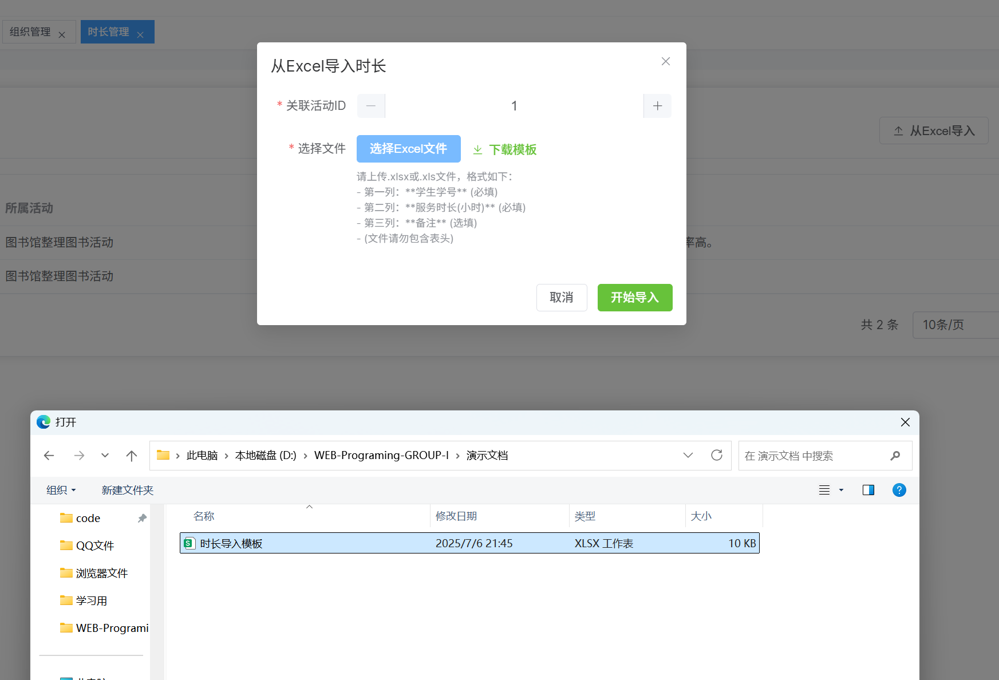 组织管理
时长管理
从Excel导入时长
* 关联活动ID
1
从Excel导入
* 选择文件
选择Excel文件
下载模板
请上传.xlsx或.xls文件，格式如下：
- 第一列：**学生学号** (必填)
- 第二列：**服务时长(小时)** (必填)
- 第三列：**备注** (选填)
- (文件请勿包含表头)
所属活动
图书馆整理图书活动
率高。
图书馆整理图书活动
取消
开始导入
共 2 条
10条/页
打开
此电脑 › 本地磁盘 (D:) › WEB-Programing-GROUP-I › 演示文档
在 演示文档 中搜索
组织
新建文件夹
名称
修改日期
类型
大小
code
QQ文件
浏览器文件
学习用
WEB-Programi
时长导入模板
2025/7/6 21:45
XLSX 工作表
10 KB